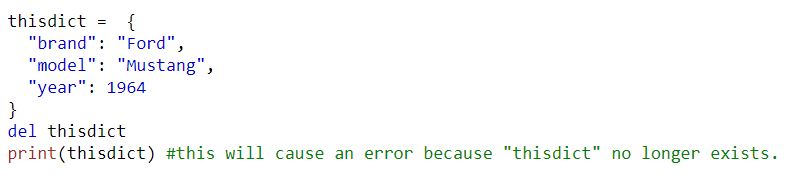 thisdict =  {
  "brand": "Ford",
  "model": "Mustang",
  "year": 1964
}
del thisdict
print(thisdict) #this will cause an error because "thisdict" no longer exists.